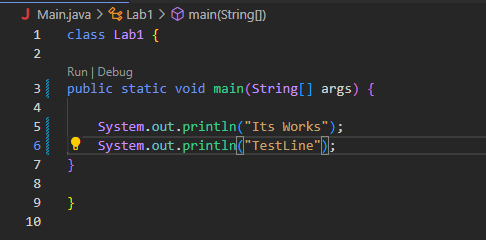 J Main.java > Lab1 > main(String[])
1 class Lab1 {
2
Run | Debug
3 public static void main(String[] args) {
4
5 System.out.println("Its Works");
6 System.out.println("TestLine");
7 }
8
9 }
10